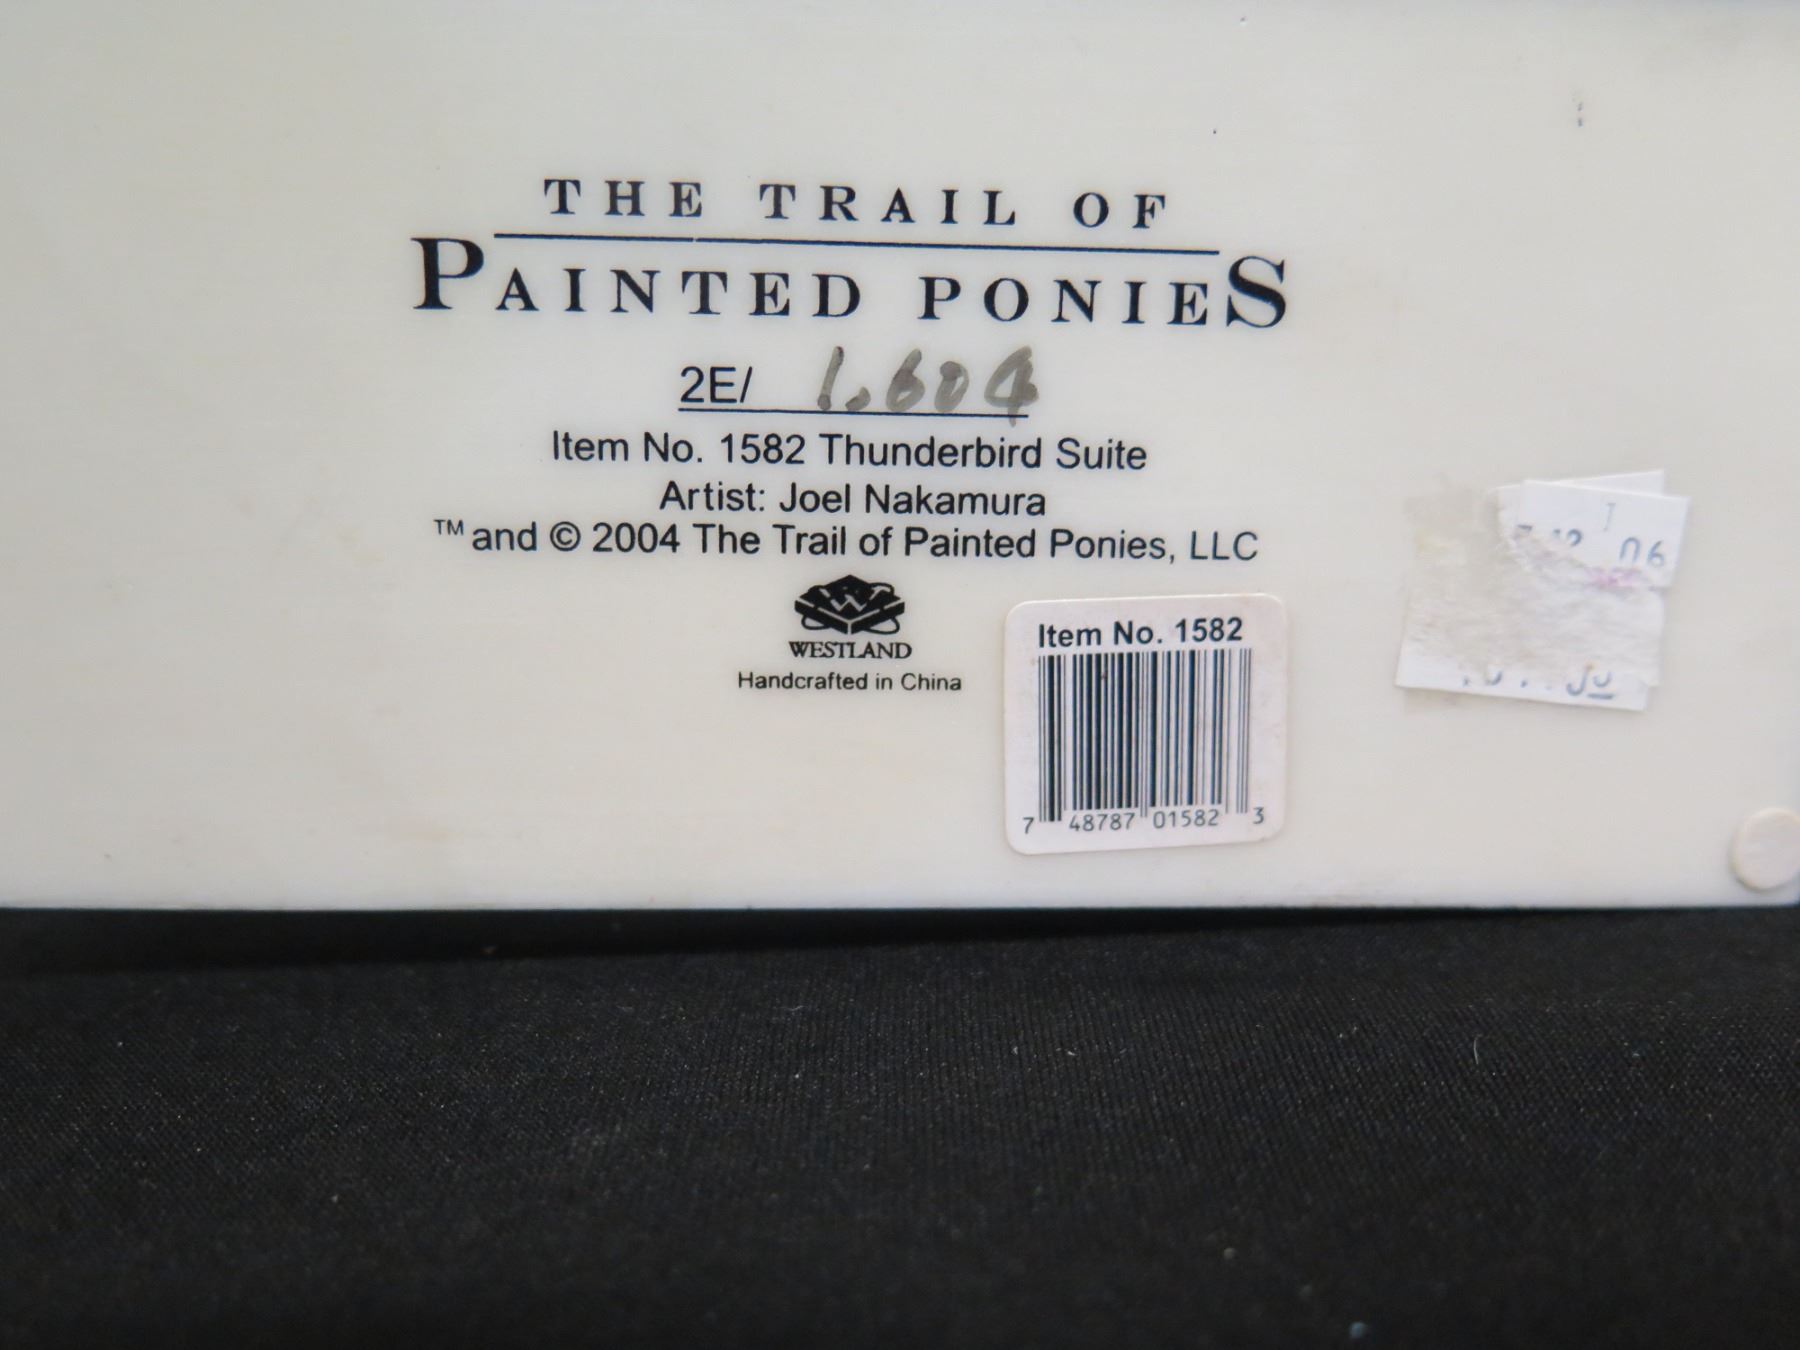 THE TRAIL OF
PAINTED PONIES
2E/ 1,604
Item No. 1582 Thunderbird Suite
Artist: Joel Nakamura
™ and © 2004 The Trail of Painted Ponies, LLC
WESTLAND
Handcrafted in China
Item No. 1582
7 48787 01582 3
06